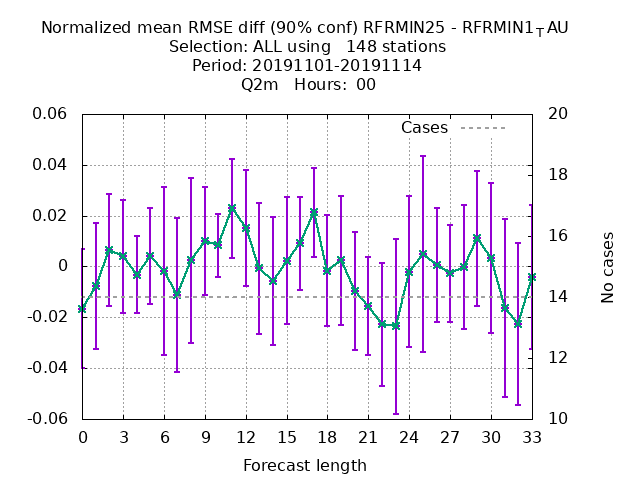 Normalized mean RMSE diff (90% conf) RFRMIN25 - RFRMIN1_TAU
Selection: ALL using   148 stations
Period: 20191101-20191114
Q2m   Hours:  00
Cases
0.06
0.04
0.02
0
-0.02
-0.04
-0.06
20
18
16
14
12
10
No cases
0 3 6 9 12 15 18 21 24 27 30 33
Forecast length